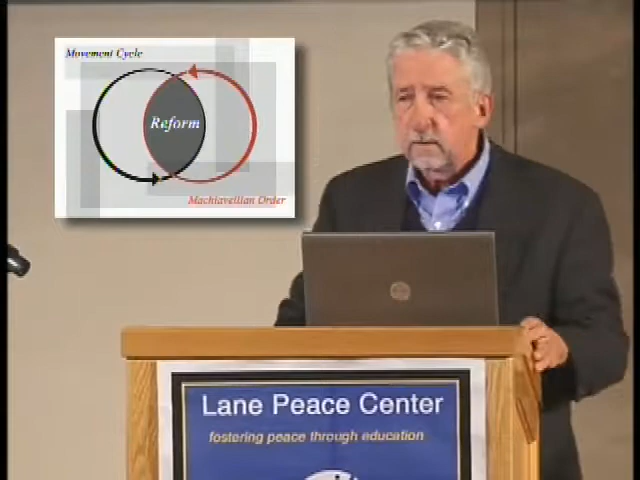 Movement Cycle
Reform
Machiavellian Order
Lane Peace Center
fostering peace through education